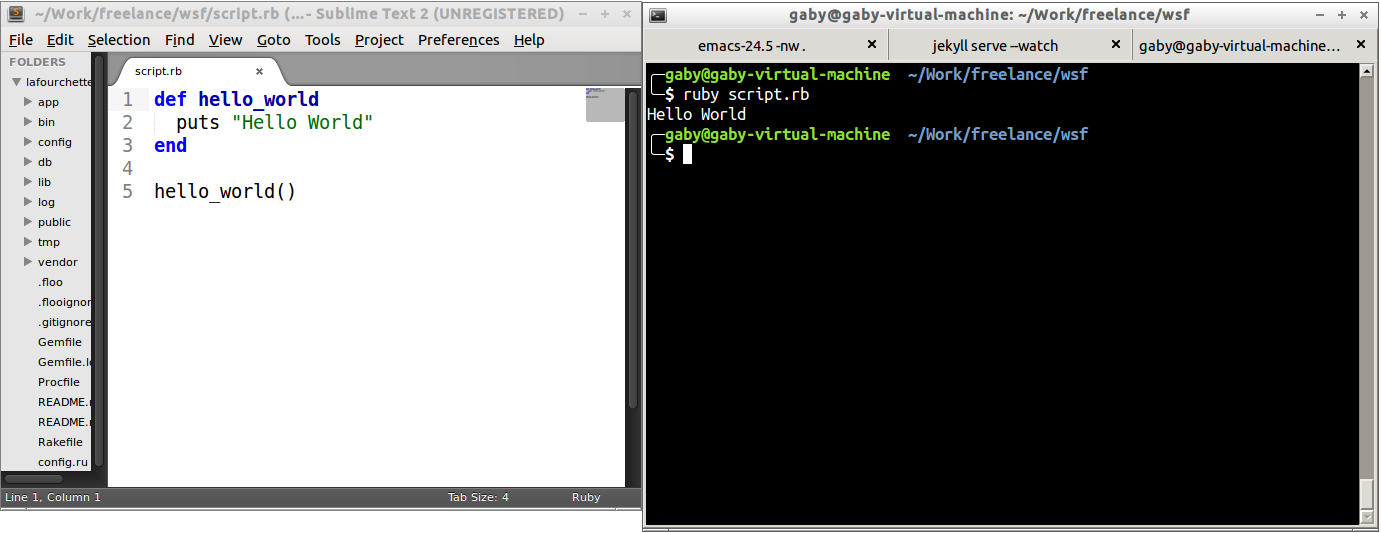 ~/Work/freelance/wsf/script.rb (...- Sublime Text 2 (UNREGISTERED)
File Edit Selection Find View Goto Tools Project Preferences Help
FOLDERS
lafourchette
app
bin
config
db
lib
log
public
tmp
vendor
.floo
.flooignor
.gitignore
Gemfile
Gemfile.l
Procfile
README.
README.
Rakefile
config.ru
script.rb
1 def hello_world
2 puts "Hello World"
3 end
4
5 hello_world()
Line 1, Column 1 Tab Size: 4 Ruby
gaby@gaby-virtual-machine: ~/Work/freelance/wsf
emacs-24.5 -nw . jekyll serve --watch gaby@gaby-virtual-machine...
gaby@gaby-virtual-machine ~/Work/freelance/wsf
$ ruby script.rb
Hello World
gaby@gaby-virtual-machine ~/Work/freelance/wsf
$